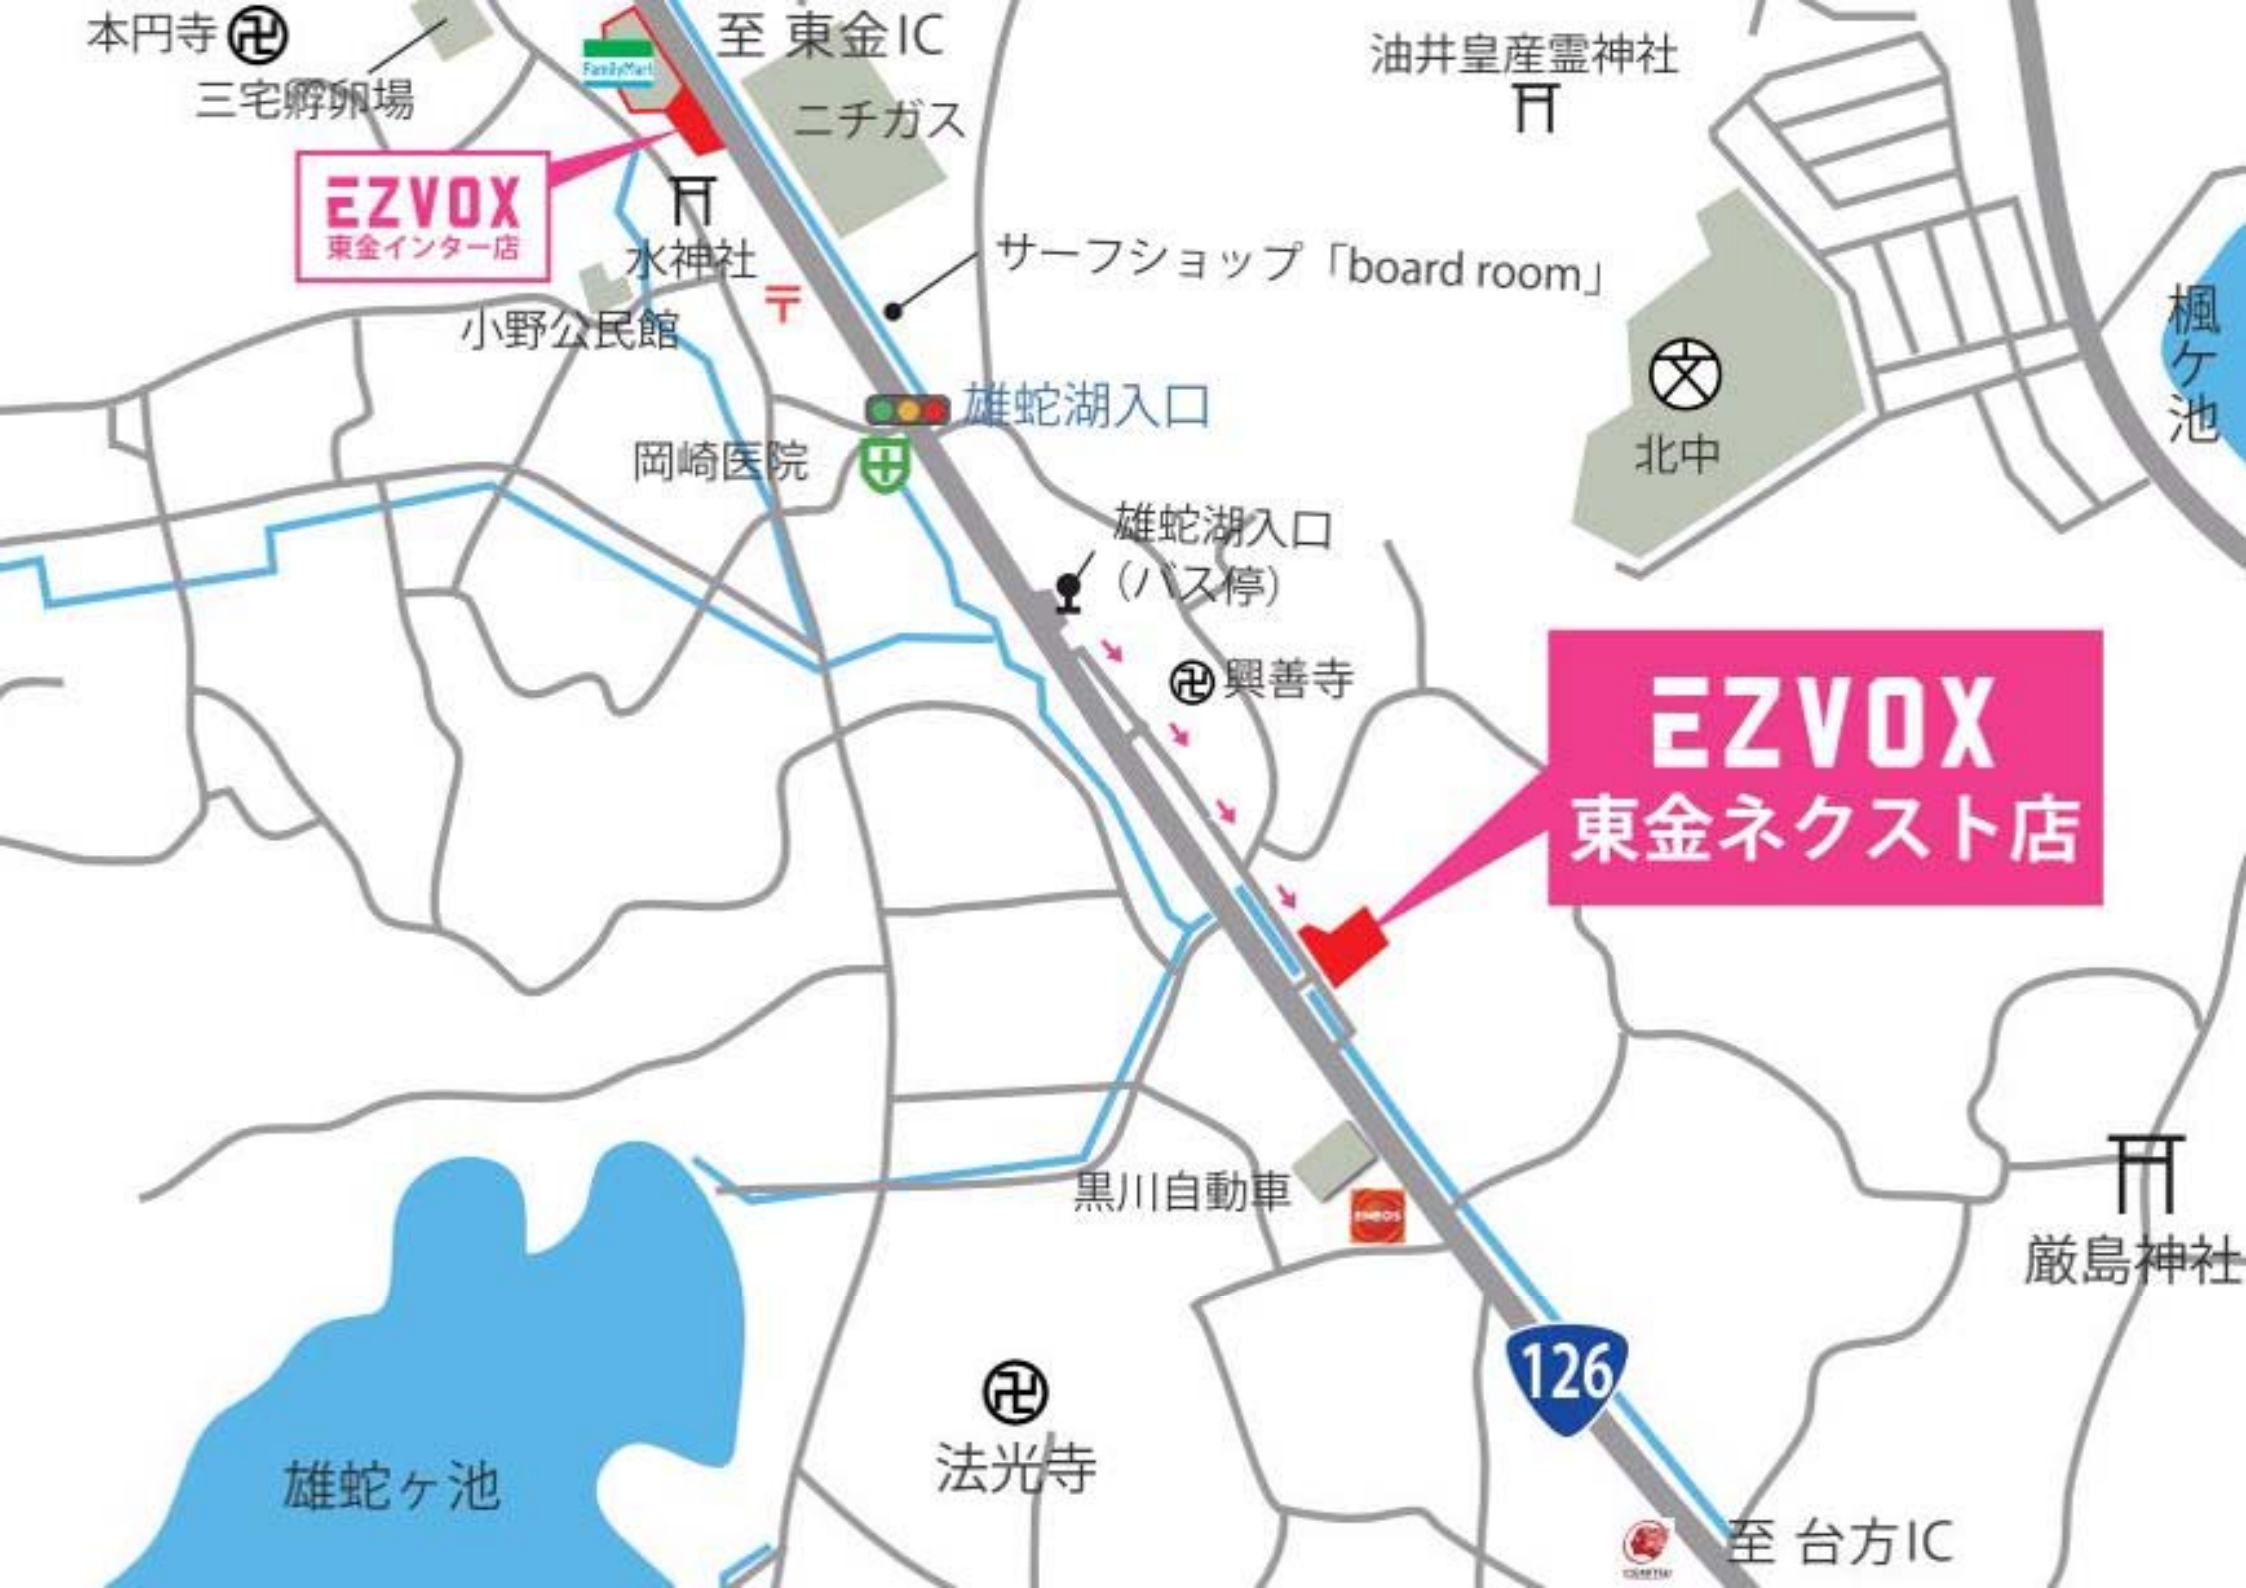 本円寺
三宅孵卵場
FamilyMart
至 東金IC
ニチガス
油井皇産霊神社
EZVOX
東金インター店
水神社
〒
サーフショップ「board room」
小野公民館
楓ケ池
雄蛇湖入口
岡崎医院
文
北中
雄蛇湖入口
(バス停)
興善寺
EZVOX
東金ネクスト店
黒川自動車
ENEOS
厳島神社
126
法光寺
雄蛇ヶ池
至 台方IC